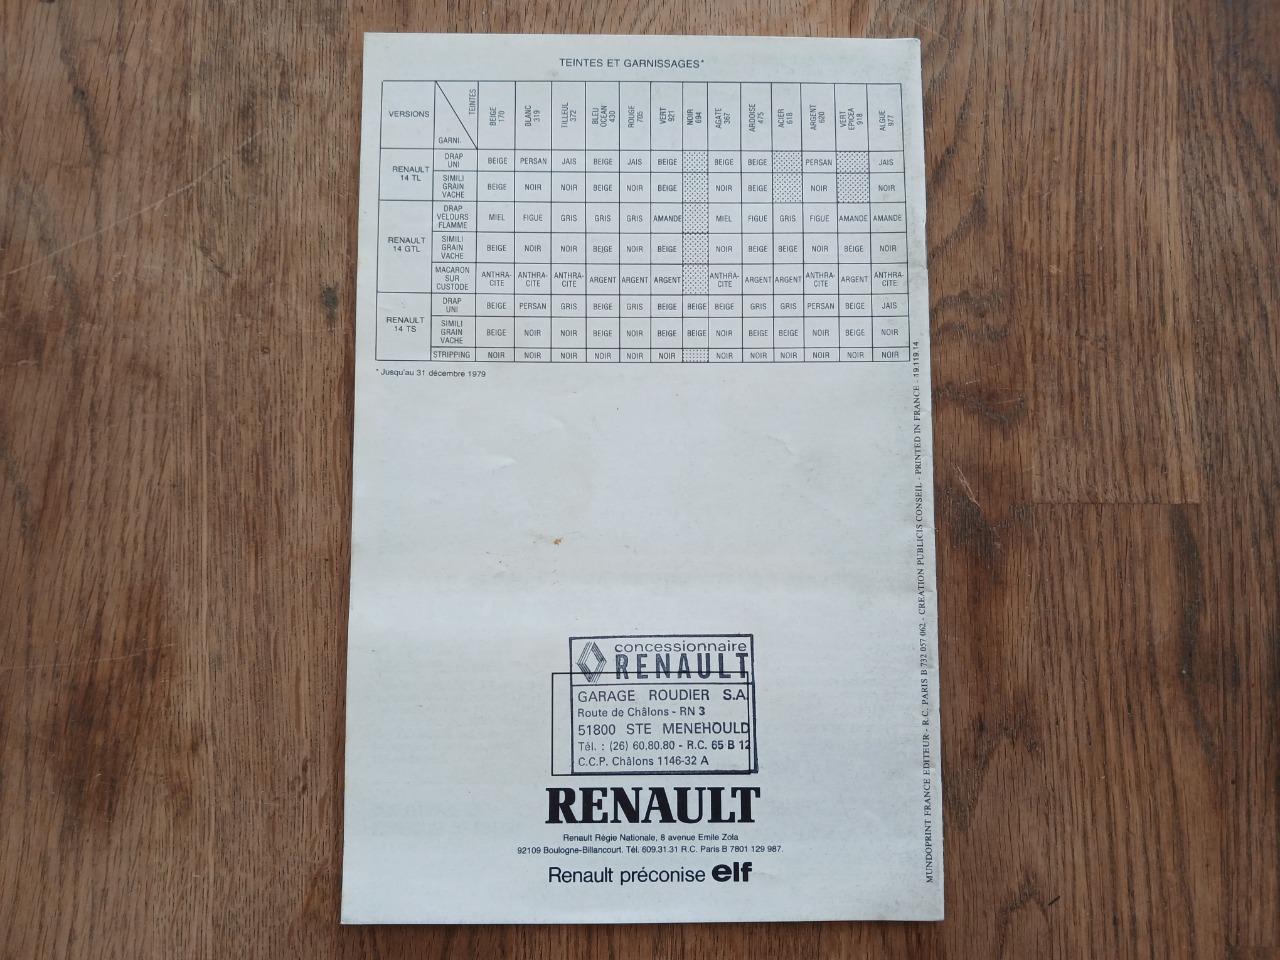 TEINTES ET GARNISSAGES*
VERSIONS TEINTES GARNI. BEIGE 170 BLANC 319 TILLEUL 372 BLEU OCEAN 430 ROUGE 705 VERT 921 NOIR 694 AGATE 367 ARDOISE 475 ACIER 618 ARGENT 620 VERT EPICEA 918 ALGUE 977
RENAULT 14 TL DRAP UNI BEIGE PERSAN JAIS BEIGE JAIS BEIGE BEIGE BEIGE PERSAN JAIS
SIMILI GRAIN VACHE BEIGE NOIR NOIR BEIGE NOIR BEIGE NOIR BEIGE NOIR NOIR
RENAULT 14 GTL DRAP VELOURS FLAMME MIEL FIGUE GRIS GRIS GRIS AMANDE MIEL FIGUE GRIS FIGUE AMANDE AMANDE
SIMILI GRAIN VACHE BEIGE NOIR NOIR BEIGE NOIR BEIGE NOIR BEIGE BEIGE NOIR BEIGE NOIR
MACARON SUR CUSTODE ANTHRA-CITE ANTHRA-CITE ANTHRA-CITE ARGENT ARGENT ARGENT ANTHRA-CITE ARGENT ARGENT ANTHRA-CITE ARGENT ANTHRA-CITE
RENAULT 14 TS DRAP UNI BEIGE PERSAN GRIS BEIGE GRIS BEIGE BEIGE BEIGE GRIS GRIS PERSAN BEIGE JAIS
SIMILI GRAIN VACHE BEIGE NOIR NOIR BEIGE NOIR BEIGE BEIGE NOIR BEIGE BEIGE NOIR BEIGE NOIR
STRIPPING NOIR NOIR NOIR NOIR NOIR NOIR NOIR NOIR NOIR NOIR NOIR NOIR
* Jusqu'au 31 décembre 1979
concessionnaire
RENAULT
GARAGE ROUDIER S.A.
Route de Châlons - RN 3
51800 STE MENEHOULD
Tél. : (26) 60.80.80 - R.C. 65 B 12
C.C.P. Châlons 1146-32 A
RENAULT
Renault Régie Nationale, 8 avenue Emile Zola
92109 Boulogne-Billancourt. Tél. 609.31.31 R.C. Paris B 7801 129 987.
Renault préconise elf
MUNDOPRINT FRANCE EDITEUR - R.C. PARIS B 732 057 062 - CREATION PUBLICIS CONSEIL - PRINTED IN FRANCE - 19.119.14